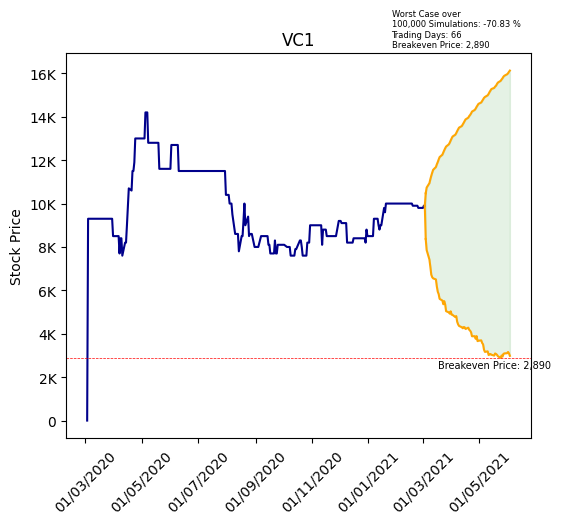 Worst Case over
100,000 Simulations: -70.83 %
Trading Days: 66
Breakeven Price: 2,890
VC1
Stock Price
16K
14K
12K
10K
8K
6K
4K
2K
0
Breakeven Price: 2,890
01/03/2020
01/05/2020
01/07/2020
01/09/2020
01/11/2020
01/01/2021
01/03/2021
01/05/2021